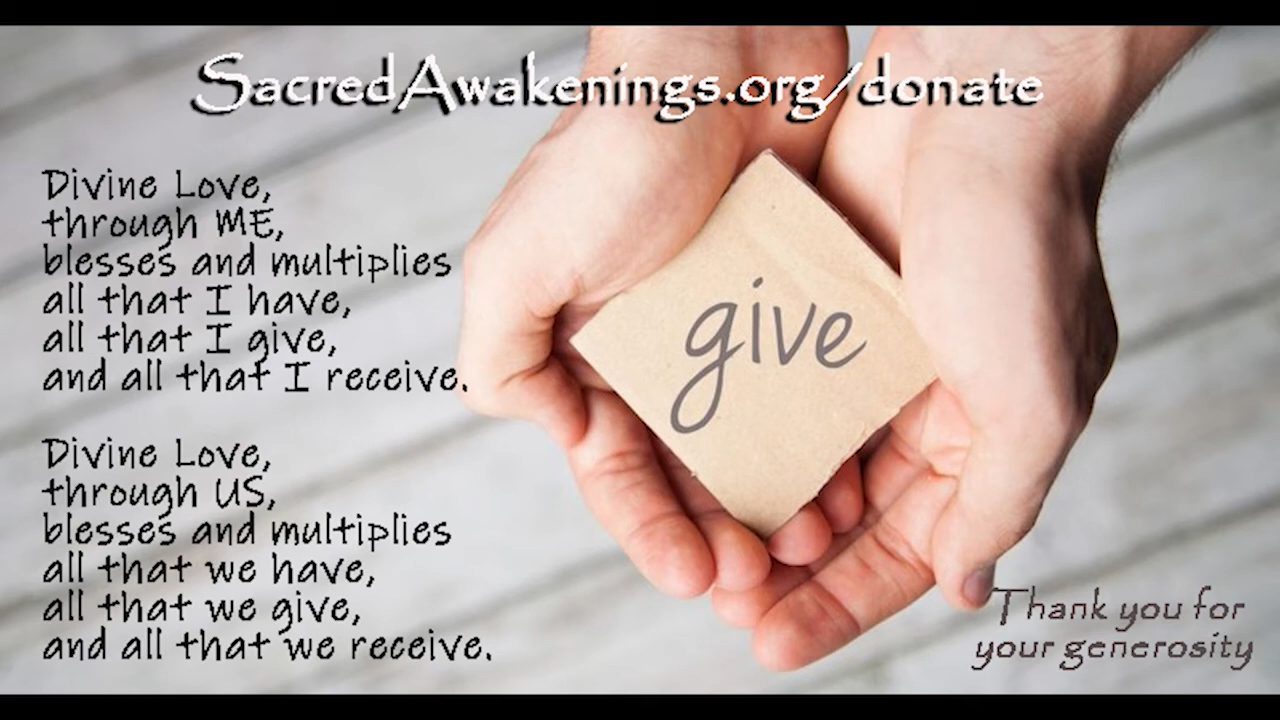 SacredAwakenings.org/donate
Divine Love,
through ME,
blesses and multiplies
all that I have,
all that I give,
and all that I receive.
Divine Love,
through US,
blesses and multiplies
all that we have,
all that we give,
and all that we receive.
give
Thank you for
your generosity